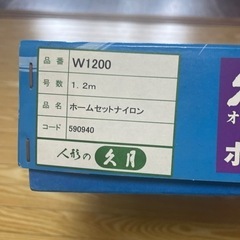 品番 W1200
号数 1.2m
品名 ホームセットナイロン
コード 590940
人形の久月
オ